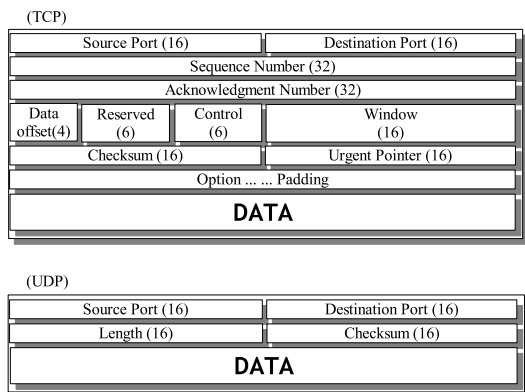 (TCP)
Source Port (16) Destination Port (16)
Sequence Number (32)
Acknowledgment Number (32)
Data offset(4) Reserved (6) Control (6) Window (16)
Checksum (16) Urgent Pointer (16)
Option ... ... Padding
DATA
(UDP)
Source Port (16) Destination Port (16)
Length (16) Checksum (16)
DATA